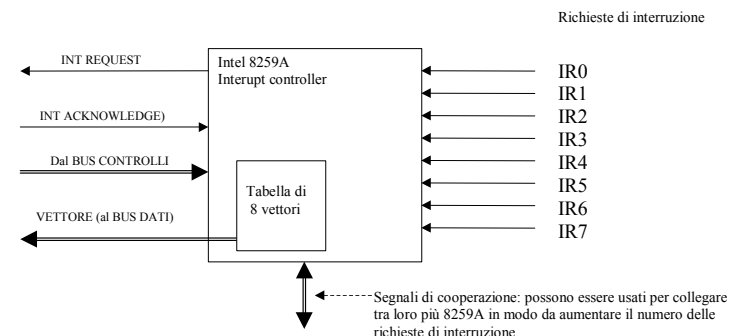 Richieste di interruzione
INT REQUEST
Intel 8259A
Interupt controller
IR0
IR1
IR2
IR3
IR4
IR5
IR6
IR7
INT ACKNOWLEDGE)
Dal BUS CONTROLLI
Tabella di
8 vettori
VETTORE (al BUS DATI)
Segnali di cooperazione: possono essere usati per collegare
tra loro più 8259A in modo da aumentare il numero delle
richieste di interruzione